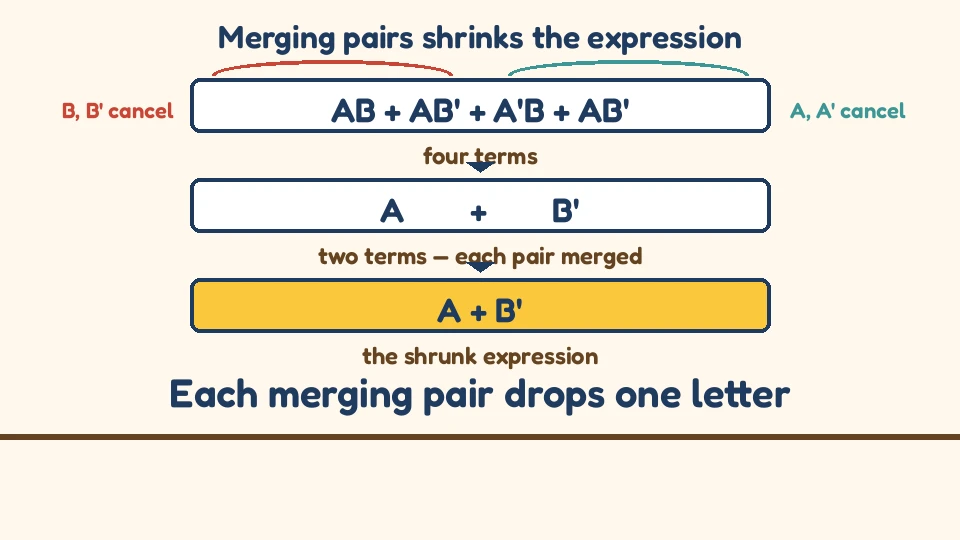 Merging pairs shrinks the expression
B, B' cancel
AB + AB' + A'B + AB'
A, A' cancel
four terms
A + B'
two terms — each pair merged
A + B'
the shrunk expression
Each merging pair drops one letter